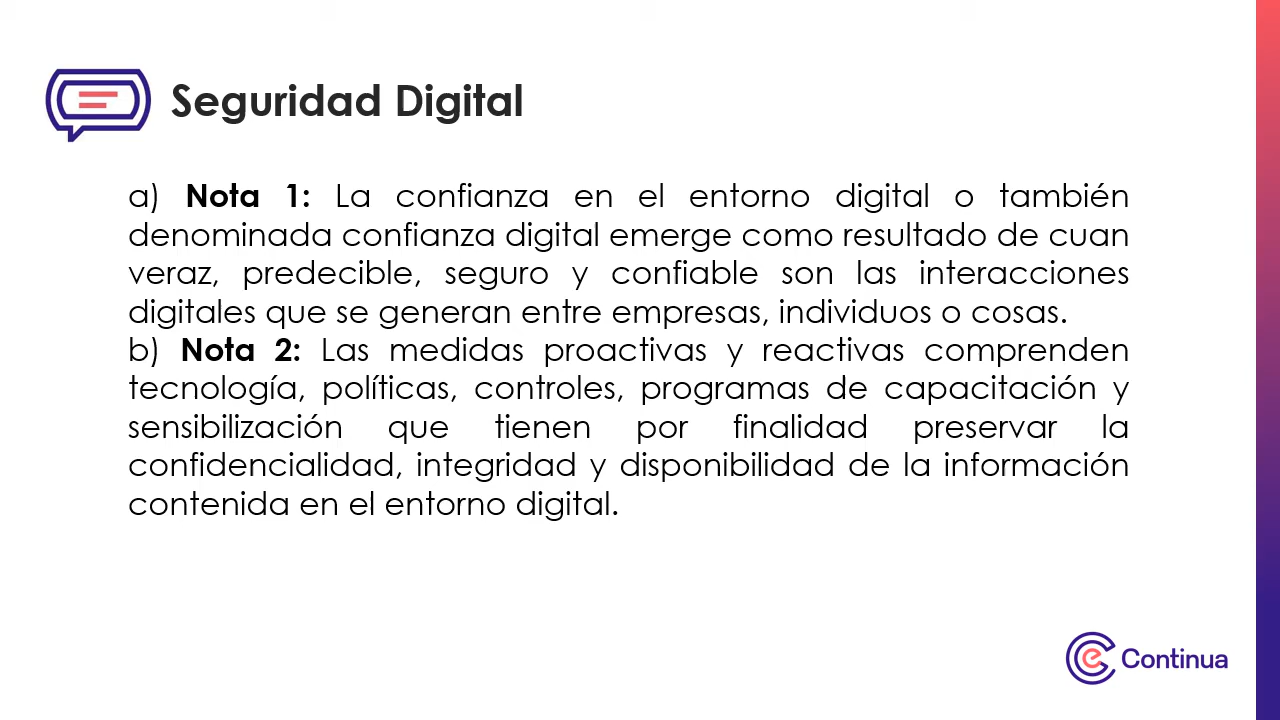 Seguridad Digital
a) Nota 1: La confianza en el entorno digital o también
denominada confianza digital emerge como resultado de cuan
veraz, predecible, seguro y confiable son las interacciones
digitales que se generan entre empresas, individuos o cosas.
b) Nota 2: Las medidas proactivas y reactivas comprenden
tecnología, políticas, controles, programas de capacitación y
sensibilización que tienen por finalidad preservar la
confidencialidad, integridad y disponibilidad de la información
contenida en el entorno digital.
e Continua